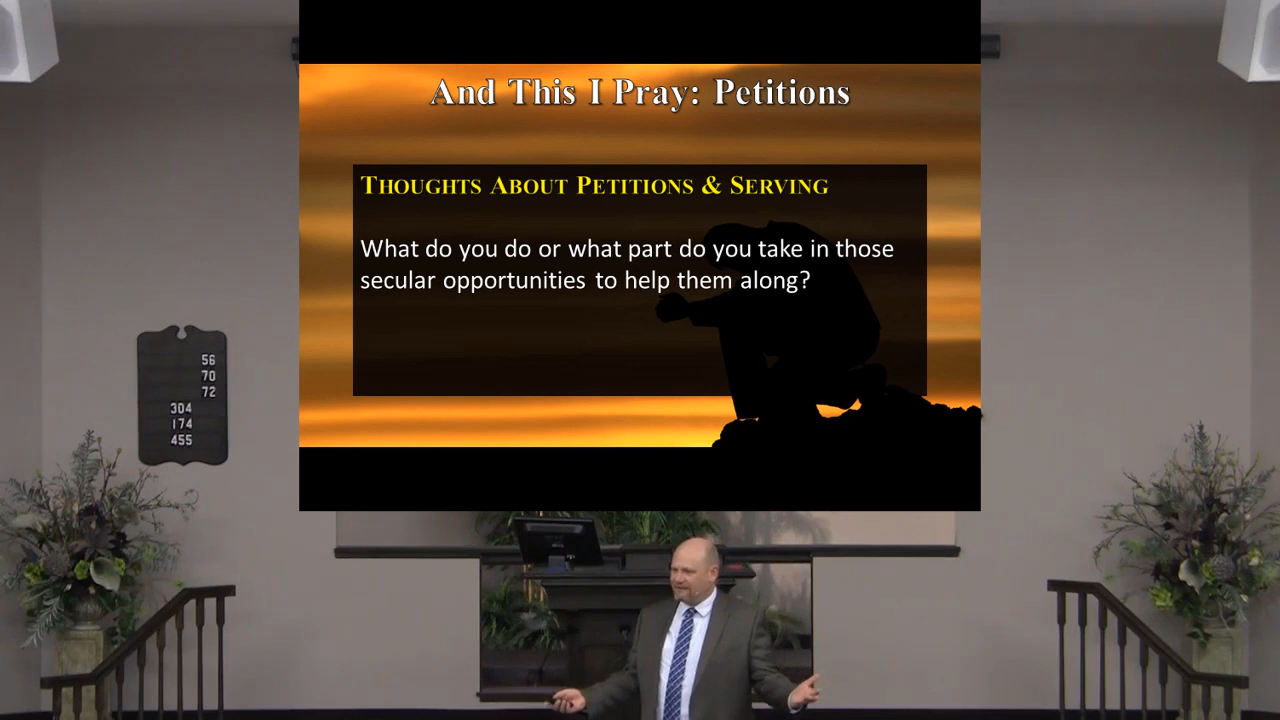 And This I Pray: Petitions
Thoughts About Petitions & Serving
What do you do or what part do you take in those
secular opportunities to help them along?
56
70
72
304
174
455